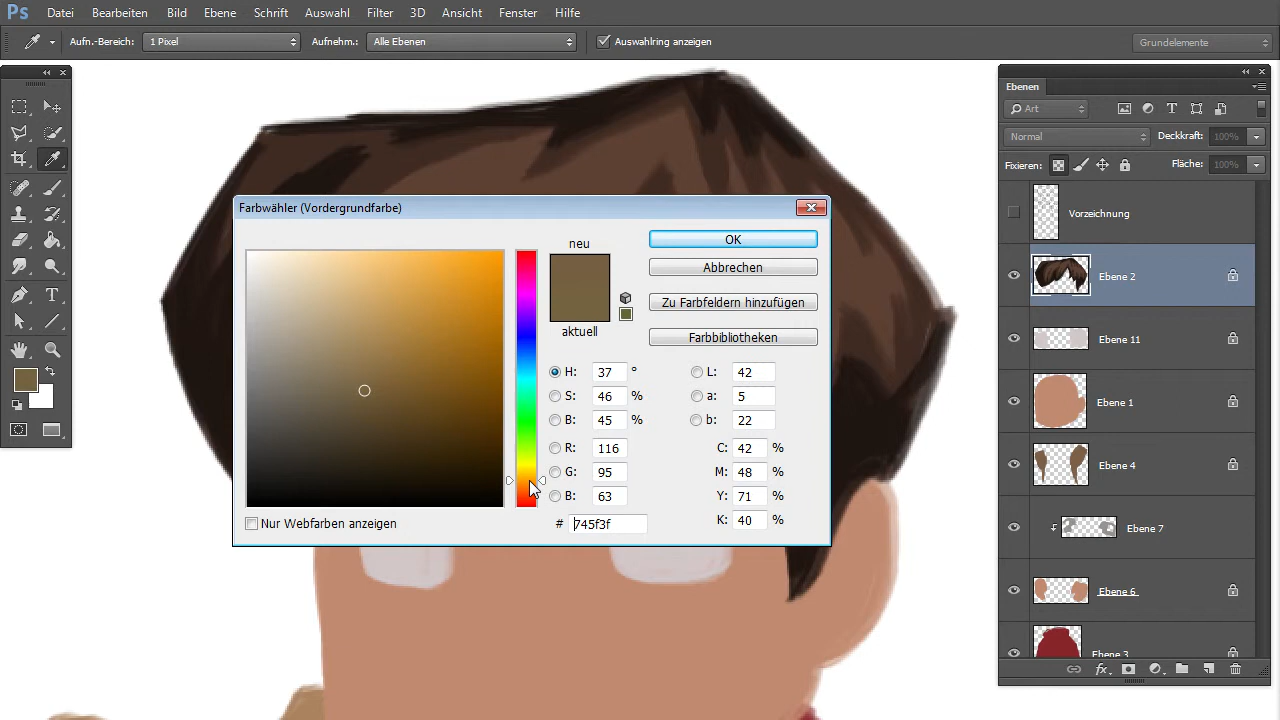 Ps Datei Bearbeiten Bild Ebene Schrift Auswahl Filter 3D Ansicht Fenster Hilfe
Aufn.-Bereich: 1 Pixel Aufnehm.: Alle Ebenen Auswahlring anzeigen Grundelemente
Ebenen
Art
Normal Deckkraft: 100%
Fixieren: Fläche: 100%
Vorzeichnung
Ebene 2
Ebene 11
Ebene 1
Ebene 4
Ebene 7
Ebene 6
Ebene 3
fx
Farbwähler (Vordergrundfarbe)
neu
aktuell
OK
Abbrechen
Zu Farbfeldern hinzufügen
Farbbibliotheken
H: 37 ° L: 42
S: 46 % a: 5
B: 45 % b: 22
R: 116 C: 42 %
G: 95 M: 48 %
B: 63 Y: 71 %
# 745f3f K: 40 %
Nur Webfarben anzeigen